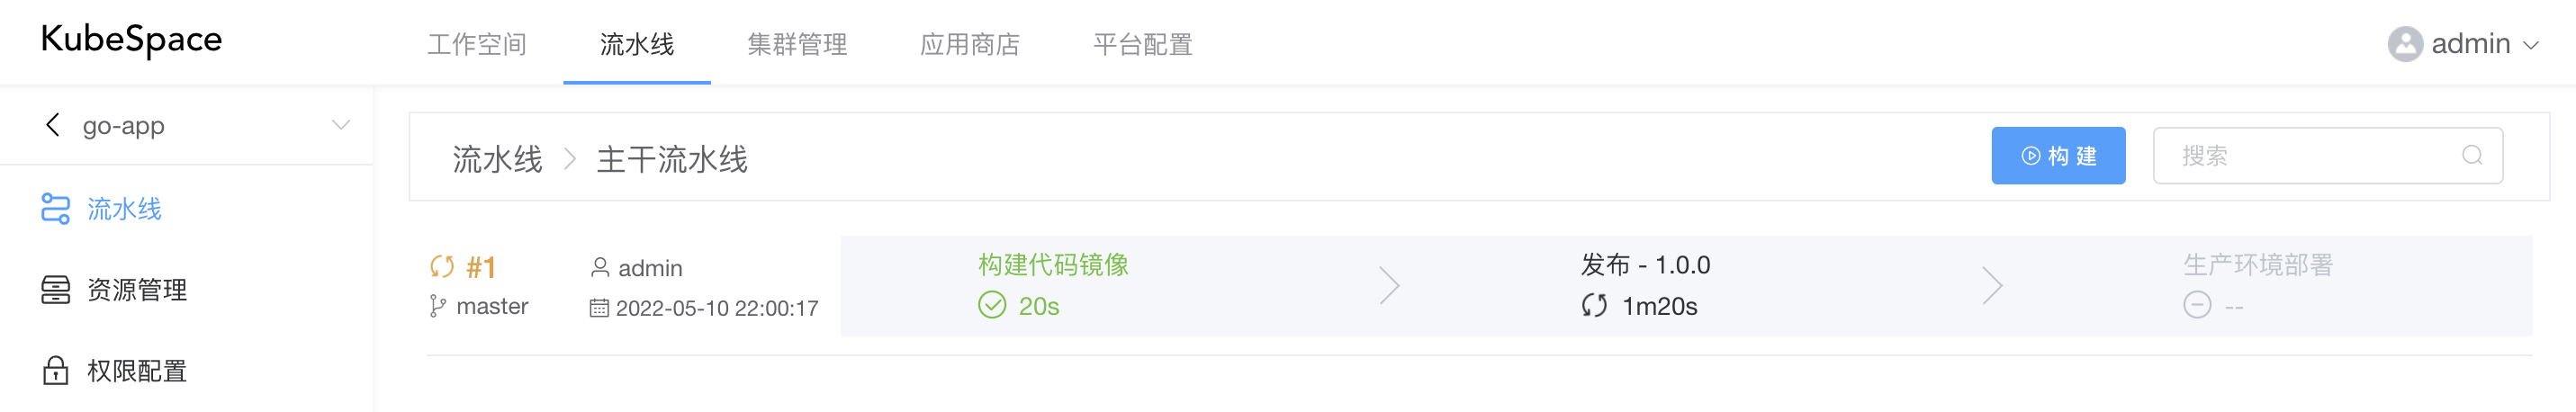 KubeSpace
工作空间
流水线
集群管理
应用商店
平台配置
admin
go-app
流水线
资源管理
权限配置
流水线 > 主干流水线
构 建
搜索
#1
master
admin
2022-05-10 22:00:17
构建代码镜像
20s
发布 - 1.0.0
1m20s
生产环境部署
--